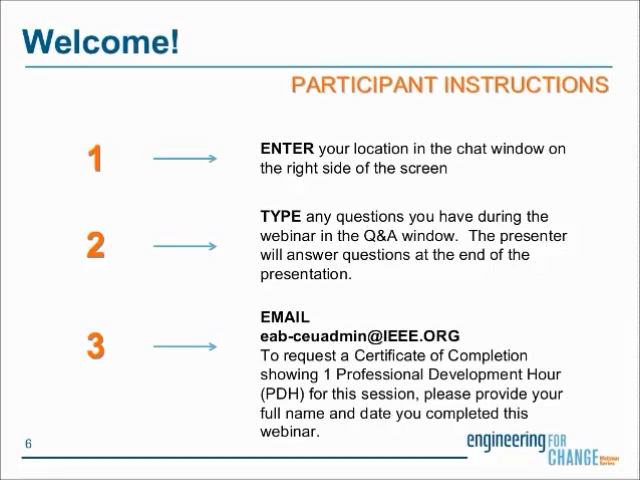 Welcome!
PARTICIPANT INSTRUCTIONS
1
ENTER your location in the chat window on
the right side of the screen
2
TYPE any questions you have during the
webinar in the Q&A window.  The presenter
will answer questions at the end of the
presentation.
3
EMAIL
eab-ceuadmin@IEEE.ORG
To request a Certificate of Completion
showing 1 Professional Development Hour
(PDH) for this session, please provide your
full name and date you completed this
webinar.
6
engineering FOR
CHANGE Webinar
Series